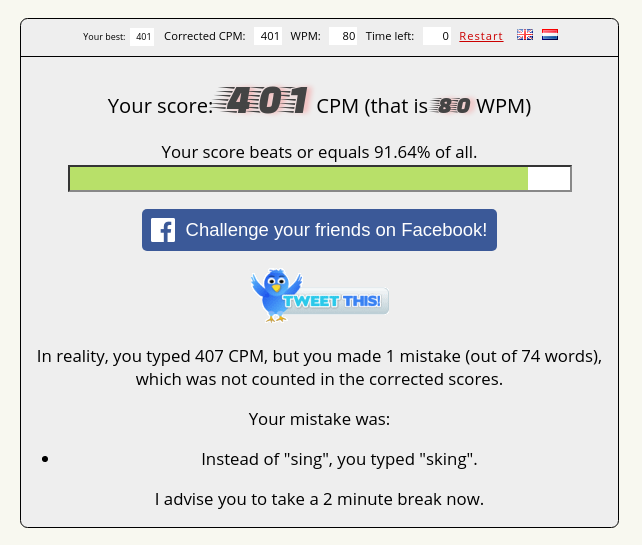 Your best: 401 Corrected CPM: 401 WPM: 80 Time left: 0 Restart
Your score: 401 CPM (that is 80 WPM)
Your score beats or equals 91.64% of all.
Challenge your friends on Facebook!
TWEET THIS!
In reality, you typed 407 CPM, but you made 1 mistake (out of 74 words),
which was not counted in the corrected scores.
Your mistake was:
• Instead of "sing", you typed "sking".
I advise you to take a 2 minute break now.